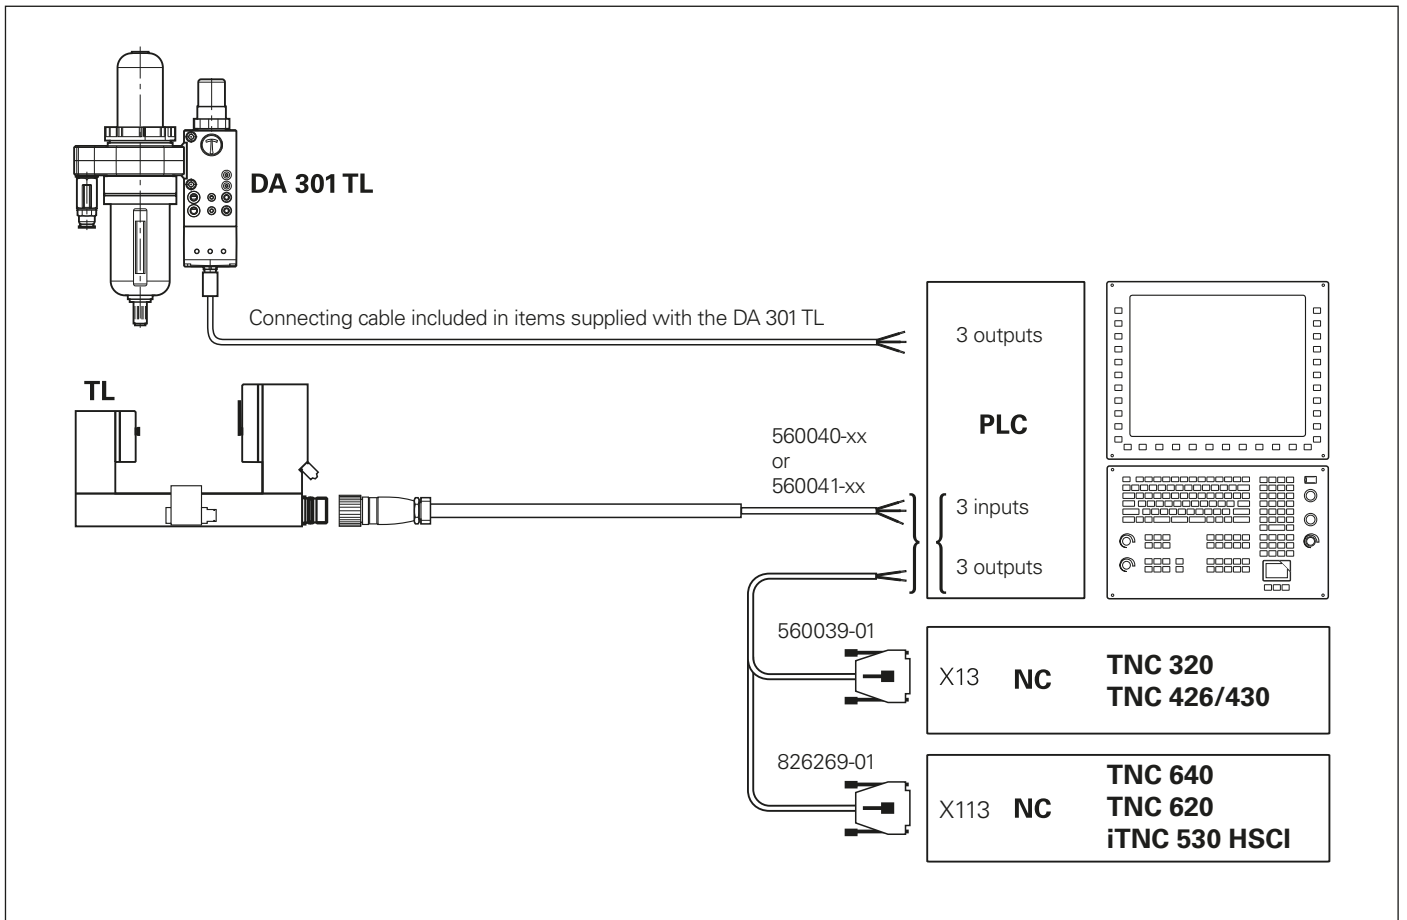 DA 301 TL
Connecting cable included in items supplied with the DA 301 TL
3 outputs
TL
PLC
560040-xx
or
560041-xx
3 inputs
3 outputs
560039-01
X13 NC TNC 320
TNC 426/430
826269-01
X113 NC TNC 640
TNC 620
iTNC 530 HSCI